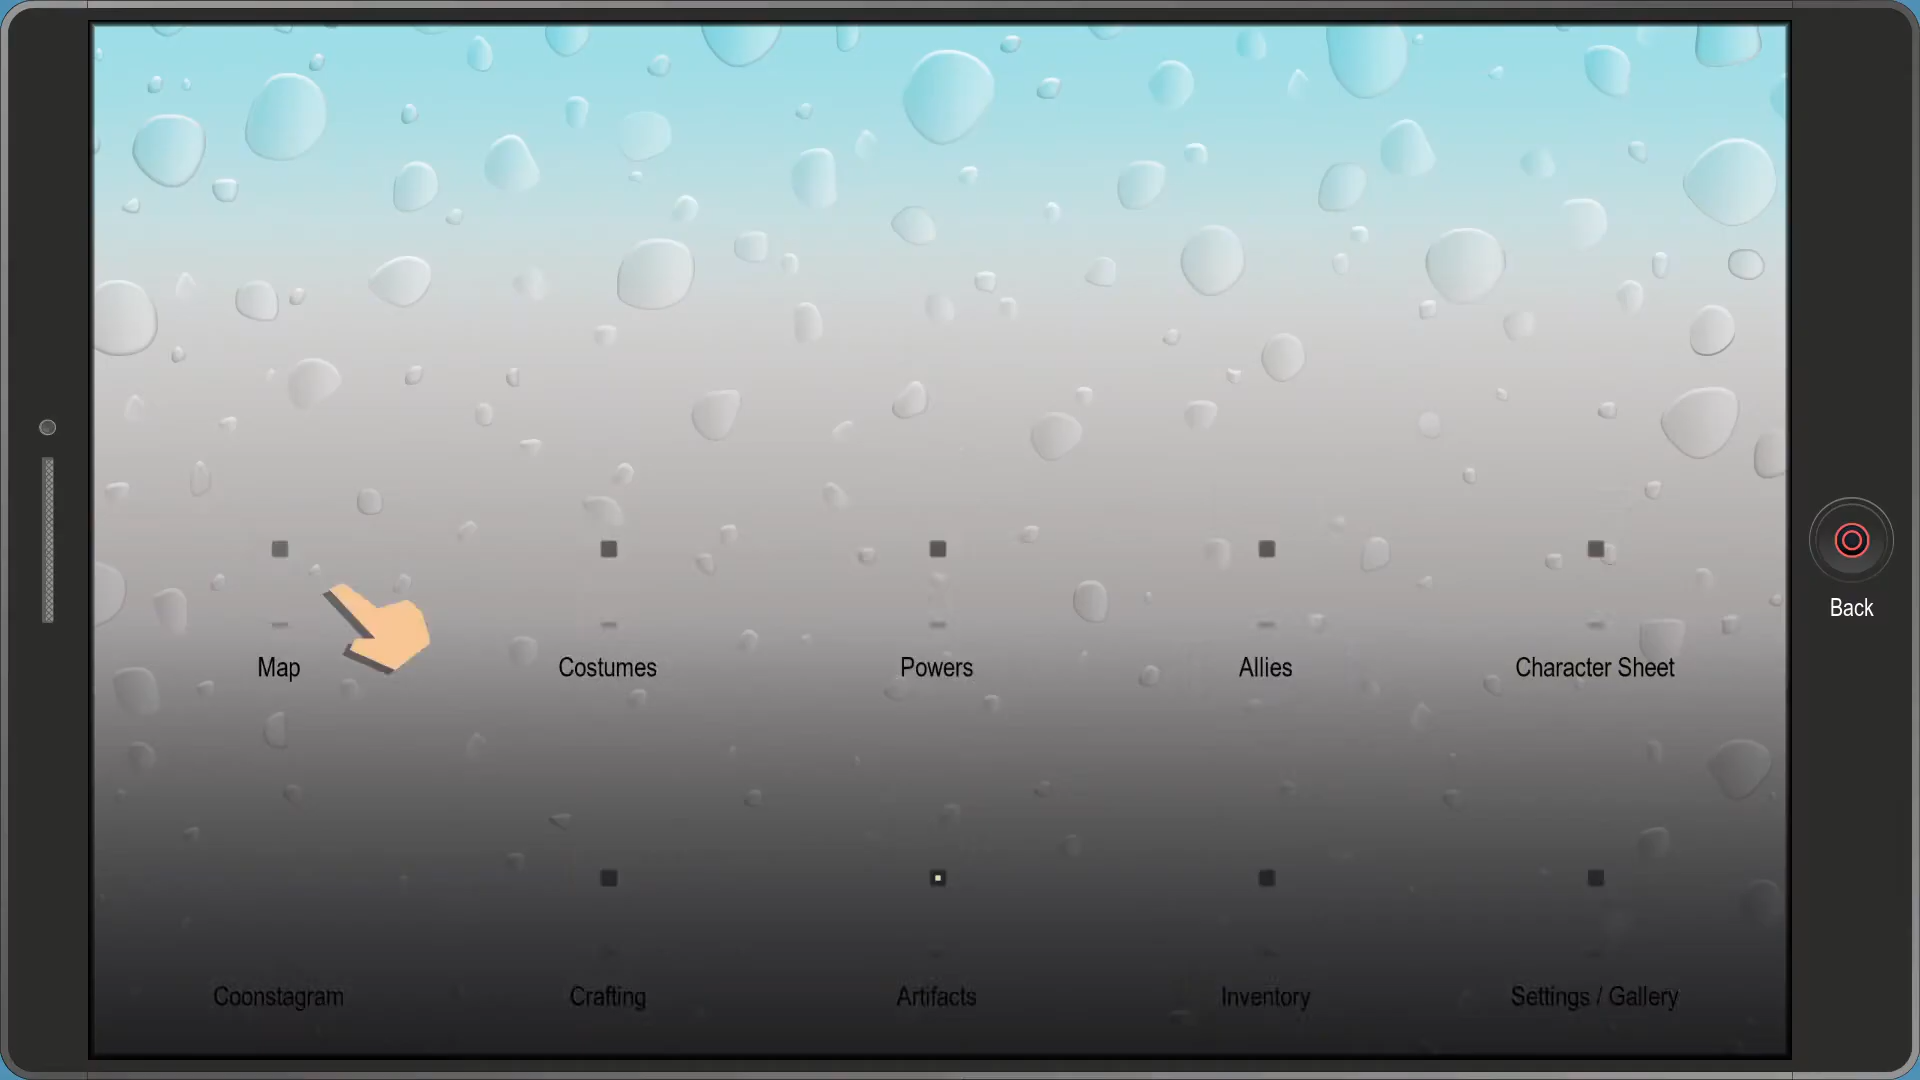 Back
Map
Costumes
Powers
Allies
Character Sheet
Coonstagram
Crafting
Artifacts
Inventory
Settings / Gallery